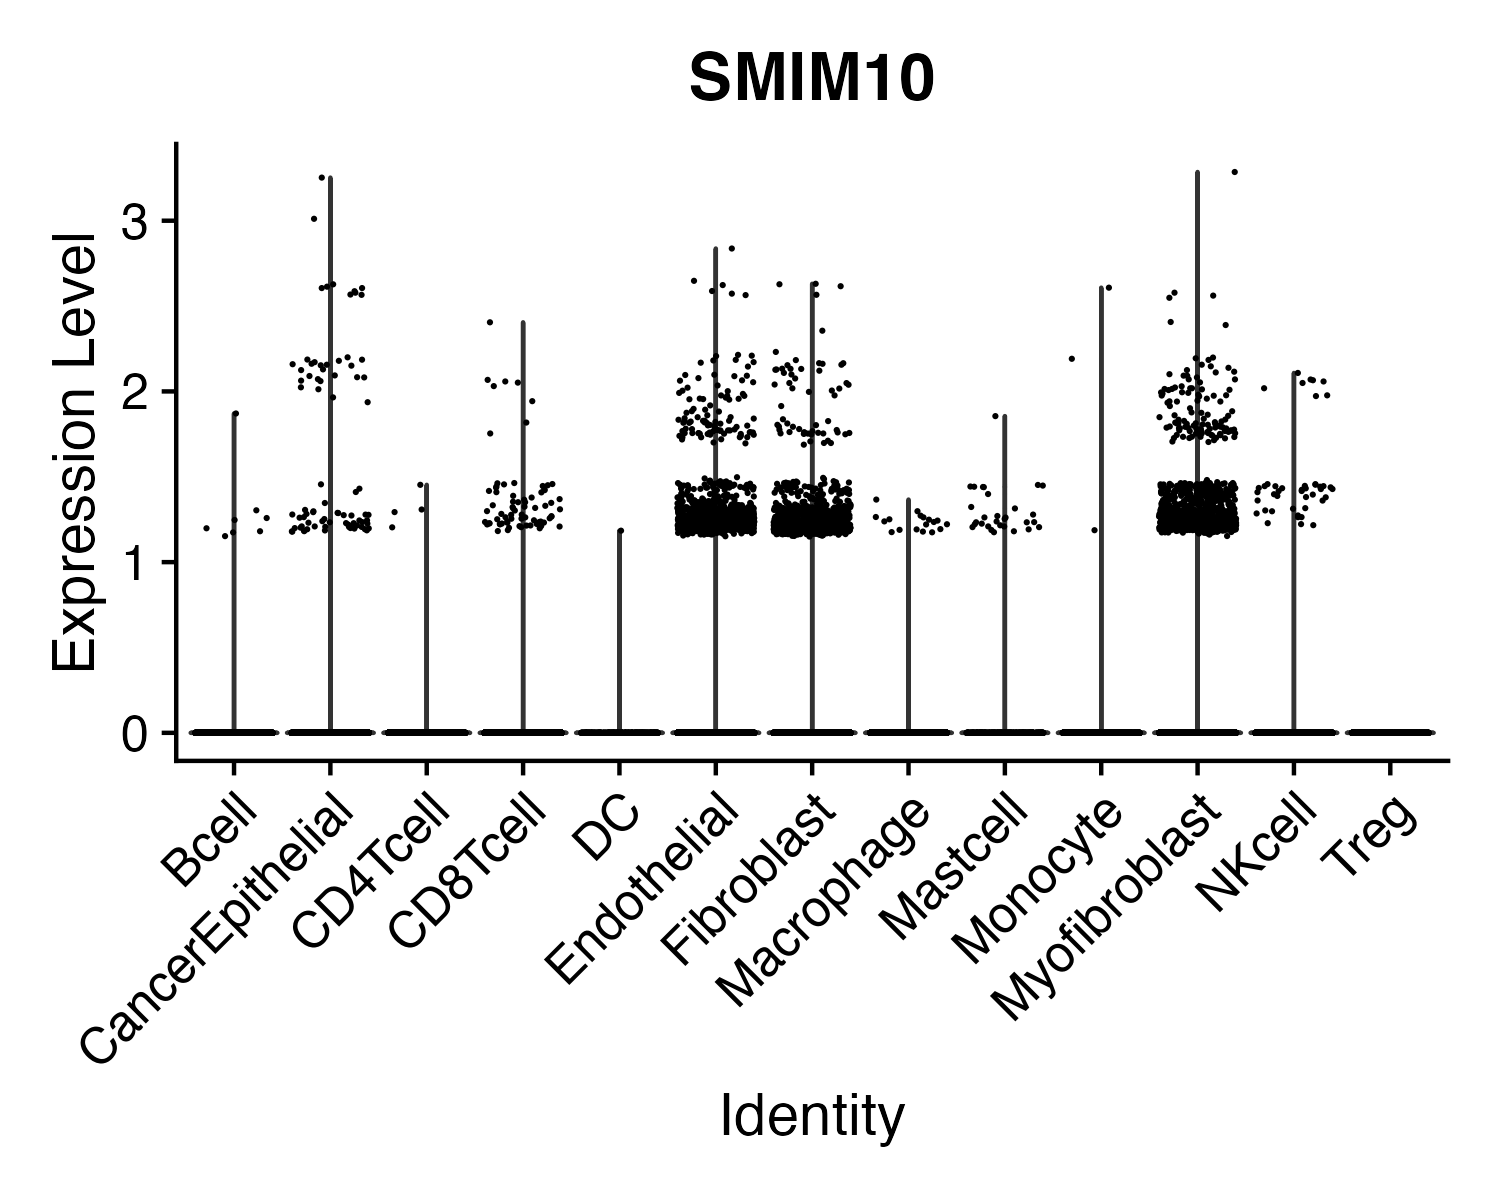 SMIM10
Expression Level
3
2
1
0
Bcell
CancerEpithelial
CD4Tcell
CD8Tcell
DC
Endothelial
Fibroblast
Macrophage
Mastcell
Monocyte
Myofibroblast
NKcell
Treg
Identity